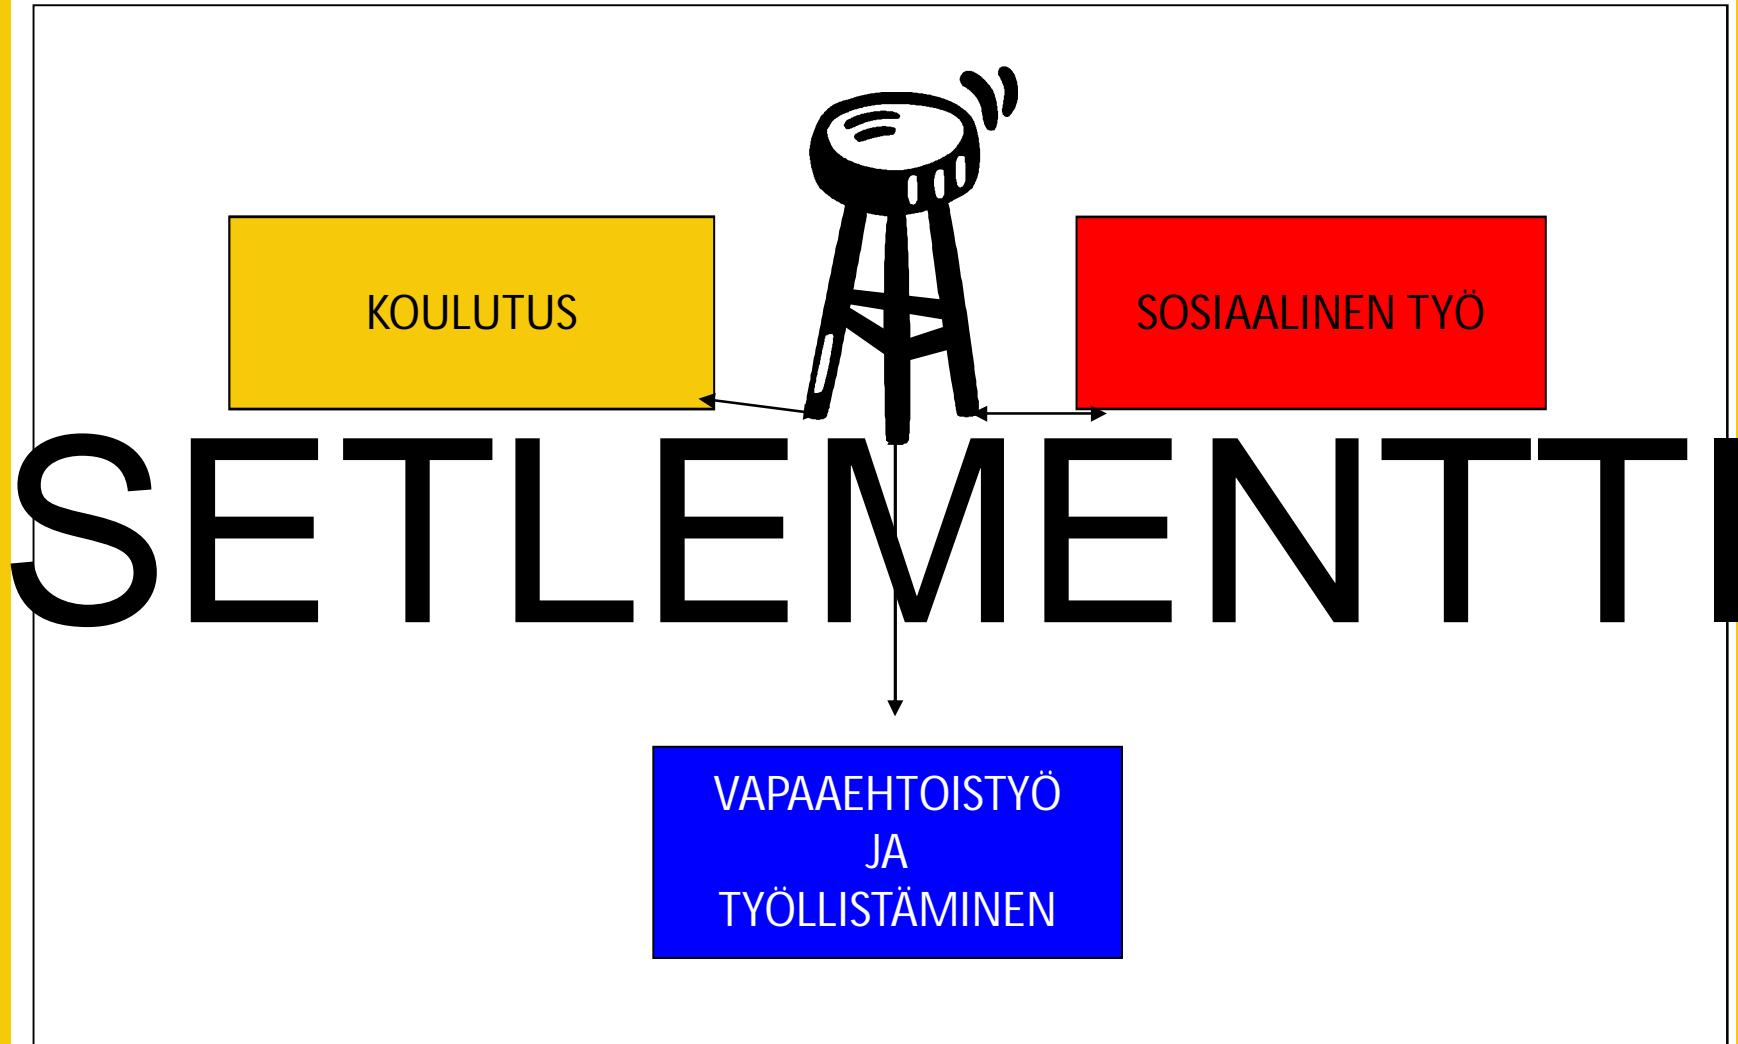 KOULUTUS
SOSIAALINEN TYÖ
SETLEMENTTI
VAPAAEHTOISTYÖ
JA
TYÖLLISTÄMINEN